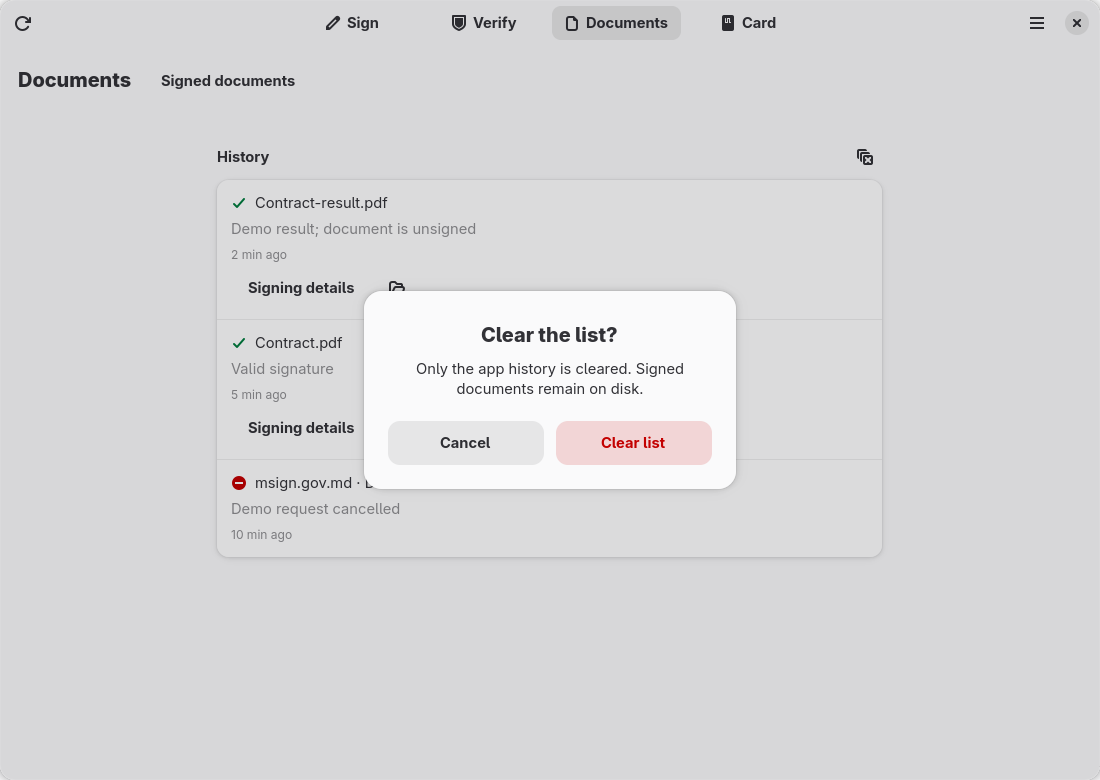 Sign
Verify
Documents
Card
Documents
Signed documents
History
Contract-result.pdf
Demo result; document is unsigned
2 min ago
Signing details
Contract.pdf
Valid signature
5 min ago
Signing details
msign.gov.md ·
Demo request cancelled
10 min ago
Clear the list?
Only the app history is cleared. Signed
documents remain on disk.
Cancel
Clear list